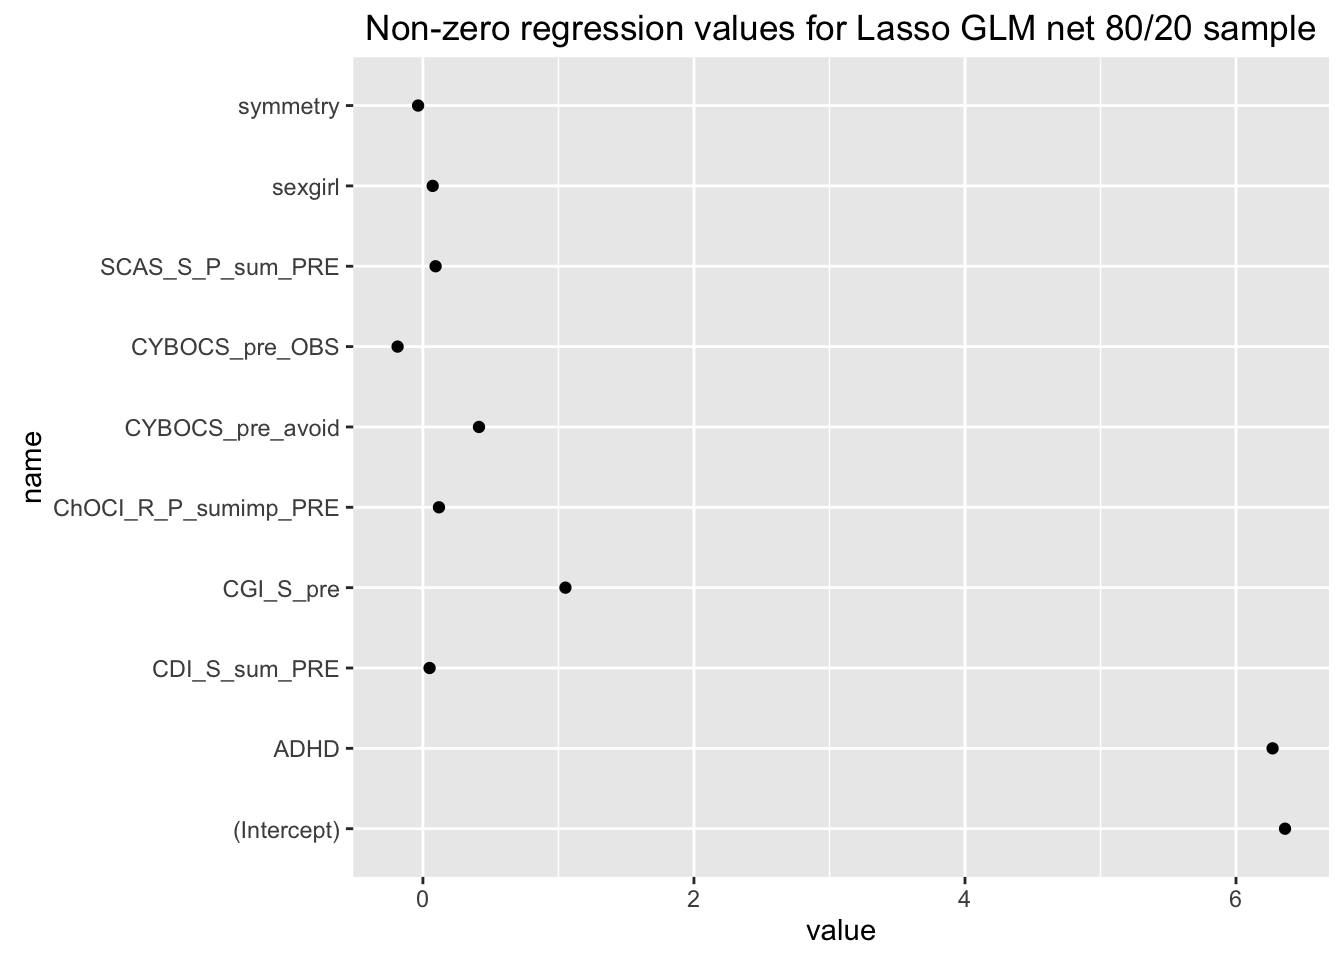 Non-zero regression values for Lasso GLM net 80/20 sample
symmetry
sexgirl
SCAS_S_P_sum_PRE
CYBOCS_pre_OBS
CYBOCS_pre_avoid
ChOCI_R_P_sumimp_PRE
CGI_S_pre
CDI_S_sum_PRE
ADHD
(Intercept)
name
0 2 4 6
value